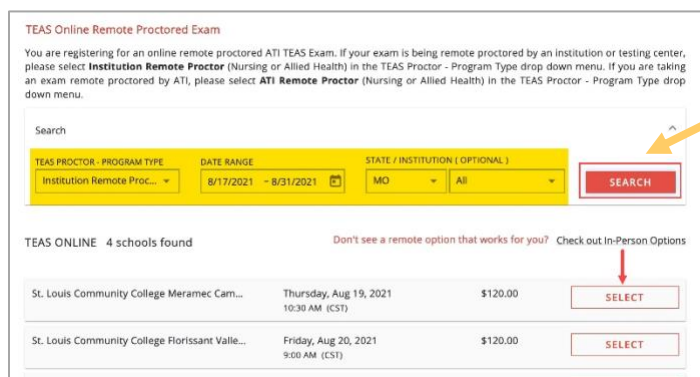 TEAS Online Remote Proctored Exam
You are registering for an online remote proctored ATI TEAS Exam. If your exam is being remote proctored by an institution or testing center,
please select Institution Remote Proctor (Nursing or Allied Health) in the TEAS Proctor - Program Type drop down menu. If you are taking
an exam remote proctored by ATI, please select ATI Remote Proctor (Nursing or Allied Health) in the TEAS Proctor - Program Type drop
down menu.
Search
TEAS PROCTOR - PROGRAM TYPE DATE RANGE STATE / INSTITUTION ( OPTIONAL )
Institution Remote Proc... 8/17/2021 - 8/31/2021 MO All SEARCH
TEAS ONLINE 4 schools found Don't see a remote option that works for you? Check out In-Person Options
St. Louis Community College Meramec Cam... Thursday, Aug 19, 2021 $120.00 SELECT
10:30 AM (CST)
St. Louis Community College Florissant Valle... Friday, Aug 20, 2021 $120.00 SELECT
9:00 AM (CST)